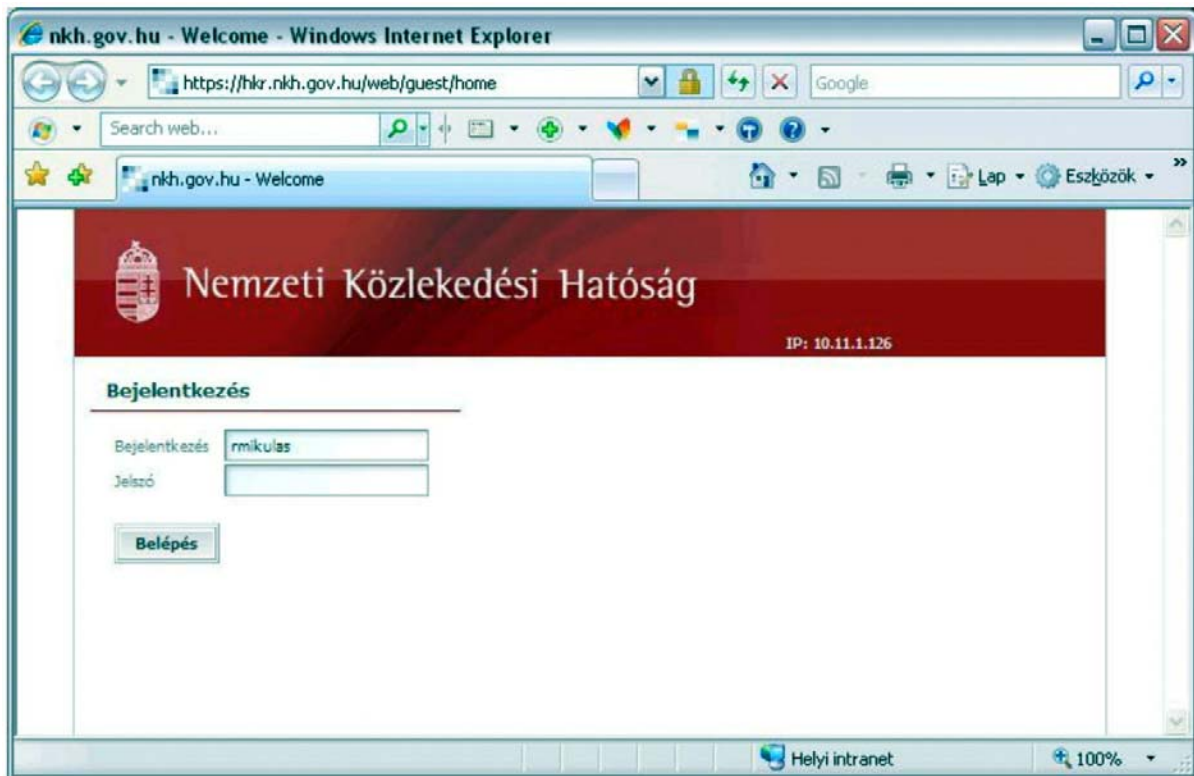 nkh.gov.hu - Welcome - Windows Internet Explorer
https://hkr.nkh.gov.hu/web/guest/home
Google
Search web...
nkh.gov.hu - Welcome
Lap
Eszközök
Nemzeti Közlekedési Hatóság
IP: 10.11.1.126
Bejelentkezés
Bejelentkezés rmikulas
Jelszó
Belépés
Helyi intranet 100%